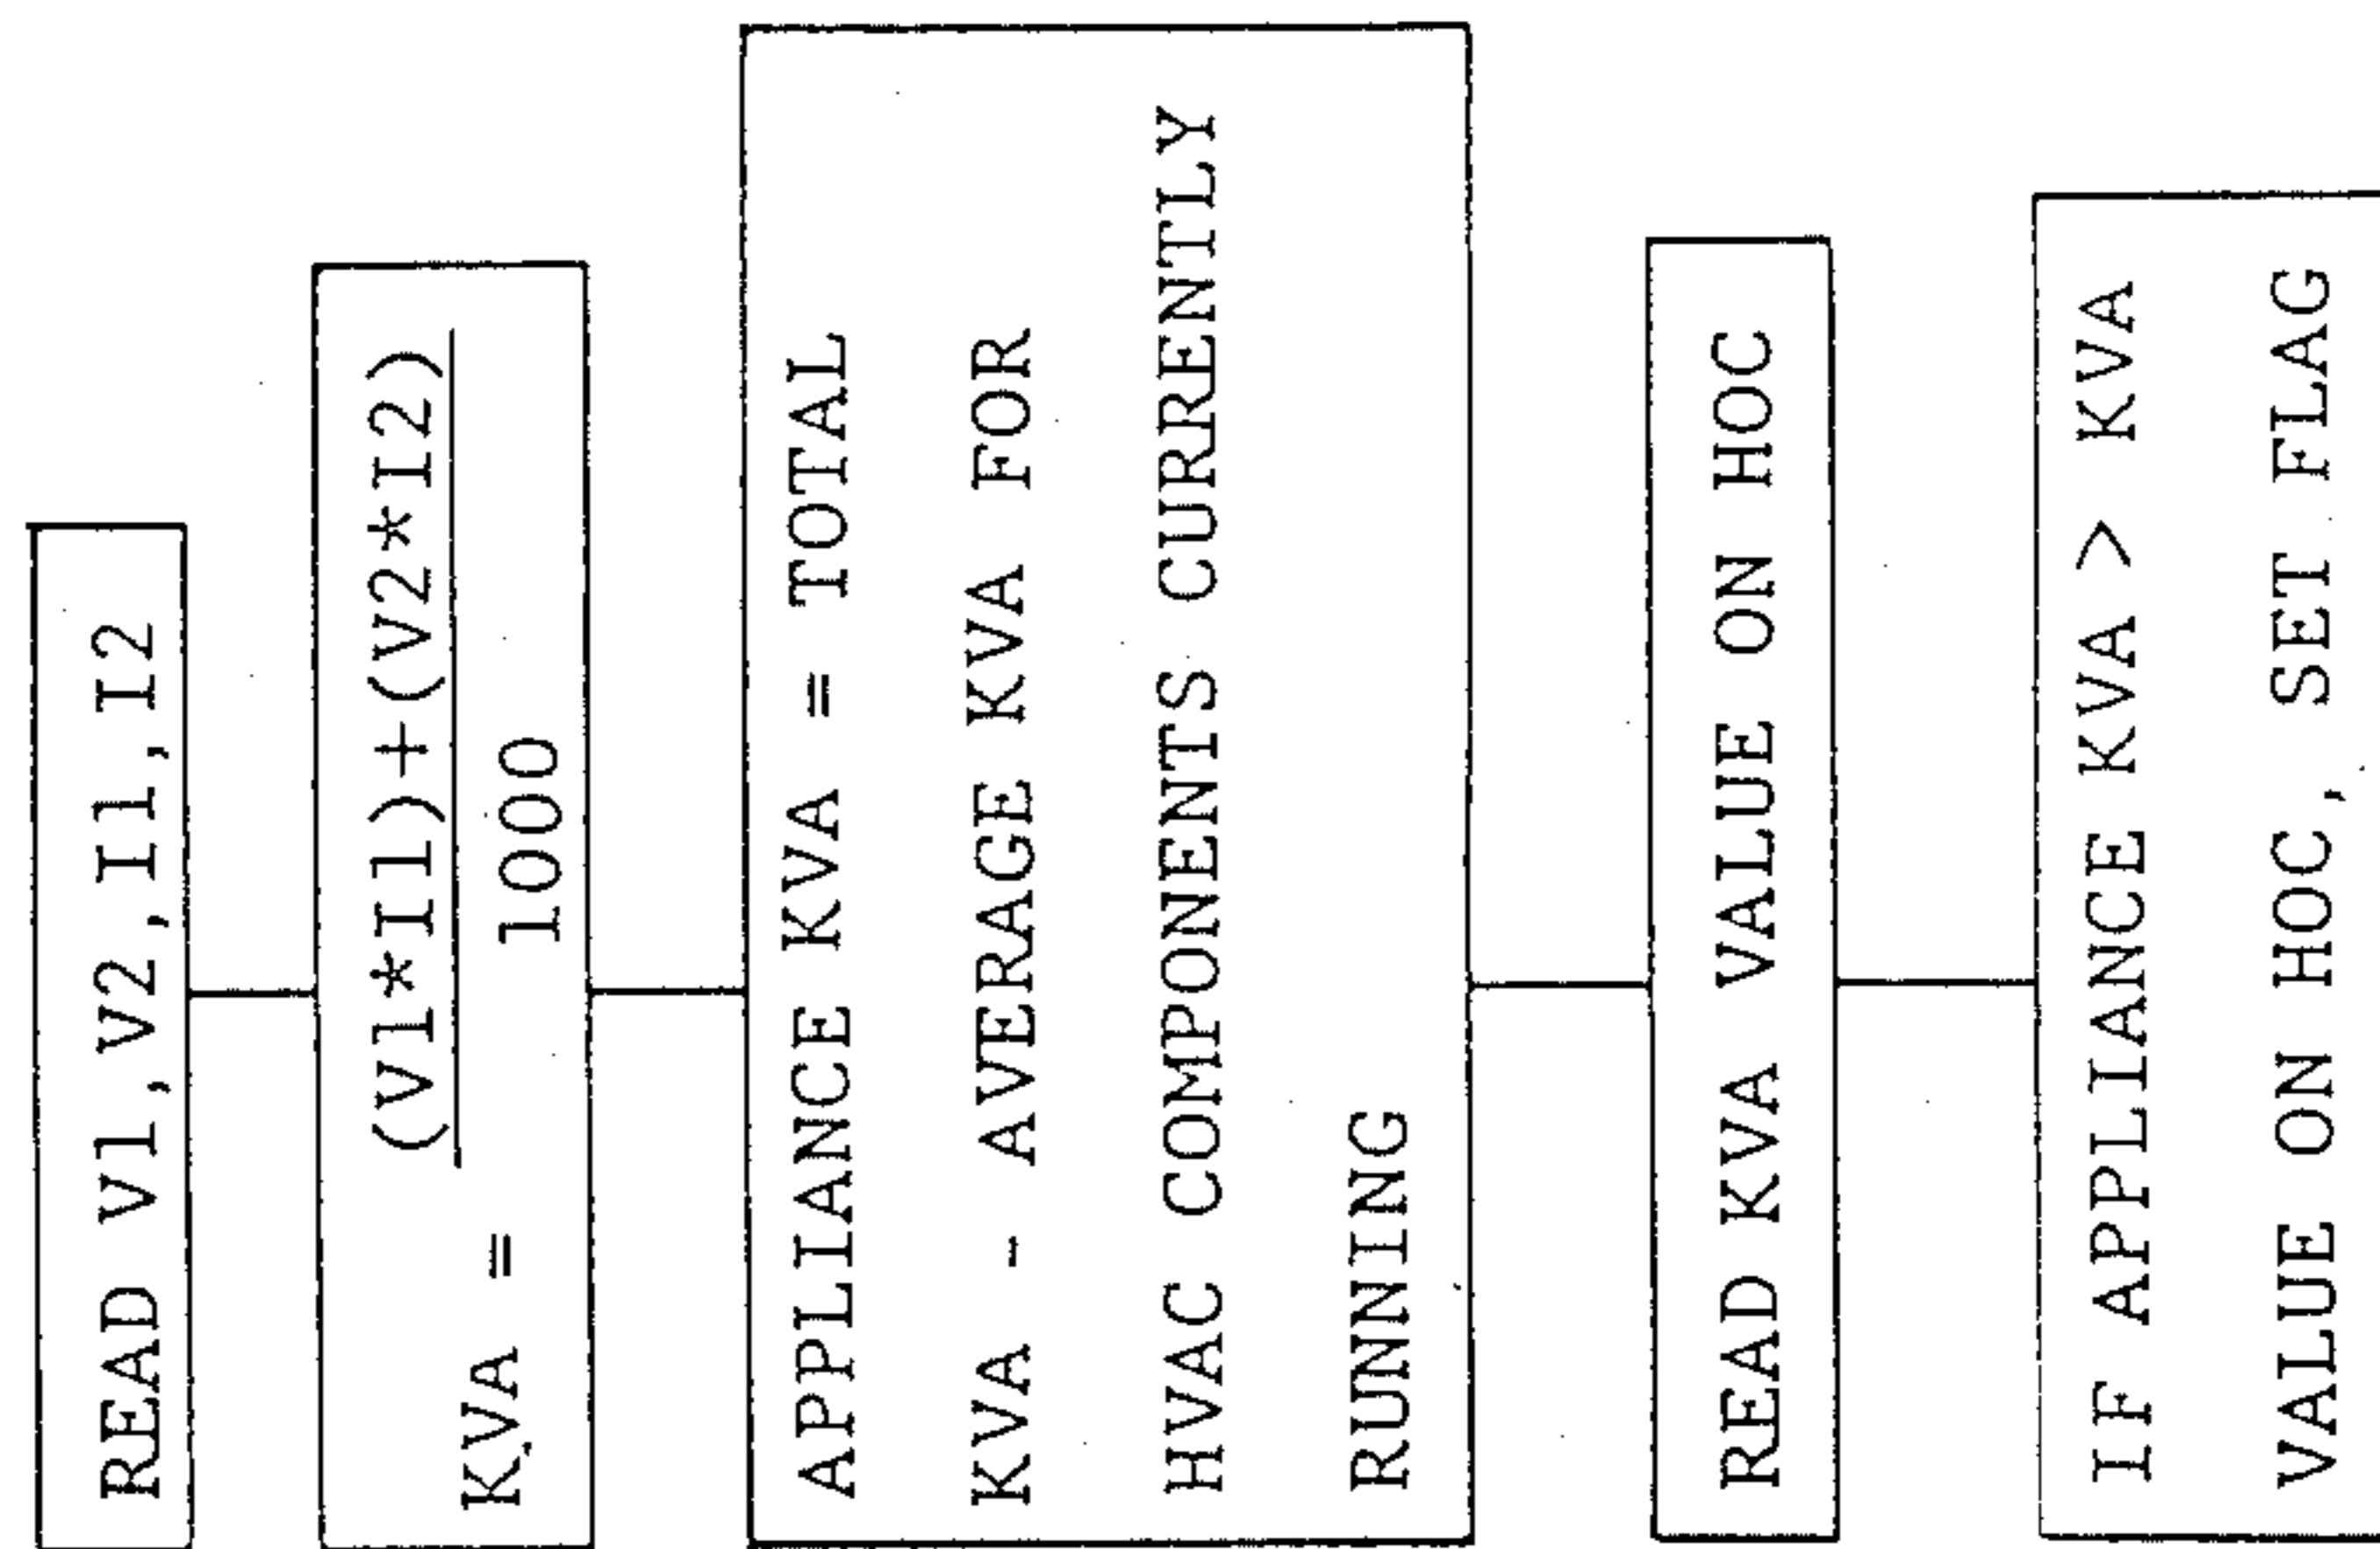 READ V1,V2,I1,I2
(V1*I1)+(V2*I2)
KVA =
1000
APPLIANCE KVA = TOTAL
KVA - AVERAGE KVA FOR
HVAC COMPONENTS CURRENTLY
RUNNING
READ KVA VALUE ON HOC
IF APPLIANCE KVA > KVA
VALUE ON HOC, SET FLAG